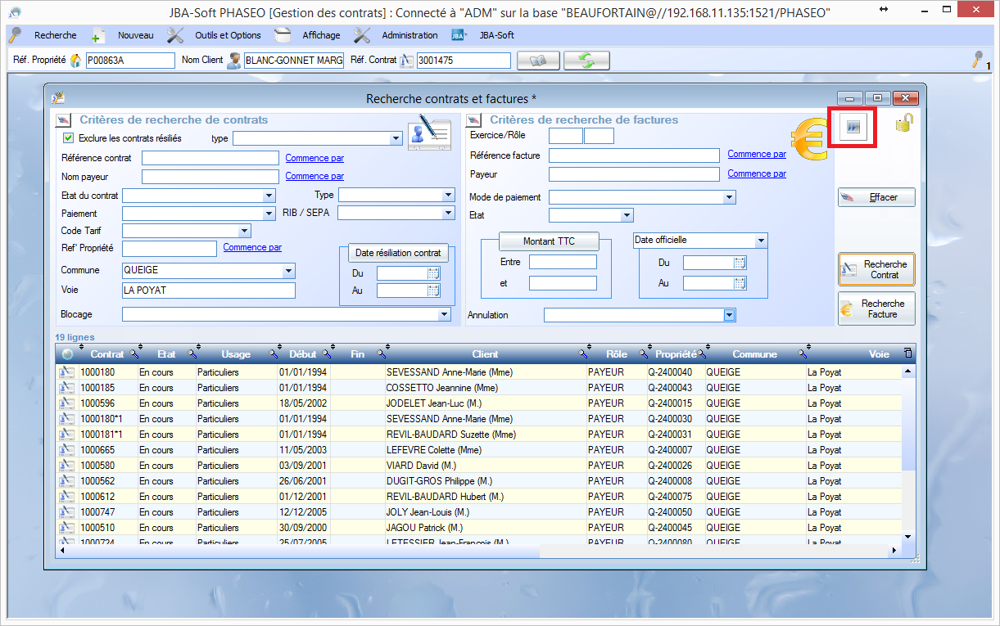 JBA-Soft PHASEO [Gestion des contrats] : Connecté à "ADM" sur la base "BEAUFORTAIN@//192.168.11.135:1521/PHASEO"
Recherche Nouveau Outils et Options Affichage Administration JBA JBA-Soft
Réf. Propriété P00863A Nom Client BLANC-GONNET MARG Réf. Contrat 3001475 1
Recherche contrats et factures *
Critères de recherche de contrats
Exclure les contrats résiliés type
Référence contrat Commence par
Nom payeur Commence par
Etat du contrat Type
Paiement RIB / SEPA
Code Tarif
Ref' Propriété Commence par
Date résiliation contrat
Commune QUEIGE
Du
Voie LA POYAT
Au
Blocage
Critères de recherche de factures
Exercice/Rôle
Référence facture Commence par
Payeur Commence par
Mode de paiement
Etat
Montant TTC Date officielle
Entre Du
et Au
Annulation
Effacer
Recherche
Contrat
Recherche
Facture
19 lignes
Contrat Etat Usage Début Fin Client Rôle Propriété Commune Voie
1000180 En cours Particuliers 01/01/1994 SEVESSAND Anne-Marie (Mme) PAYEUR Q-2400040 QUEIGE La Poyat
1000185 En cours Particuliers 01/01/1994 COSSETTO Jeannine (Mme) PAYEUR Q-2400043 QUEIGE La Poyat
1000596 En cours Particuliers 18/05/2002 JODELET Jean-Luc (M.) PAYEUR Q-2400015 QUEIGE La Poyat
1000180*1 En cours Particuliers 01/01/1994 SEVESSAND Anne-Marie (Mme) PAYEUR Q-2400030 QUEIGE La Poyat
1000181*1 En cours Particuliers 01/01/1994 REVIL-BAUDARD Suzette (Mme) PAYEUR Q-2400031 QUEIGE La Poyat
1000665 En cours Particuliers 11/05/2003 LEFEVRE Colette (Mme) PAYEUR Q-2400007 QUEIGE La Poyat
1000580 En cours Particuliers 03/09/2001 VIARD David (M.) PAYEUR Q-2400026 QUEIGE La Poyat
1000562 En cours Particuliers 26/06/2001 DUGIT-GROS Philippe (M.) PAYEUR Q-2400008 QUEIGE La Poyat
1000612 En cours Particuliers 01/12/2001 REVIL-BAUDARD Hubert (M.) PAYEUR Q-2400075 QUEIGE La Poyat
1000747 En cours Particuliers 12/12/2005 JOLY Jean-Louis (M.) PAYEUR Q-2400050 QUEIGE La Poyat
1000510 En cours Particuliers 30/09/2000 JAGOU Patrick (M.) PAYEUR Q-2400045 QUEIGE La Poyat
1000724 En cours Particuliers 25/07/2005 LETESSIER Jean-François (M.) PAYEUR Q-2400080 QUEIGE La Poyat